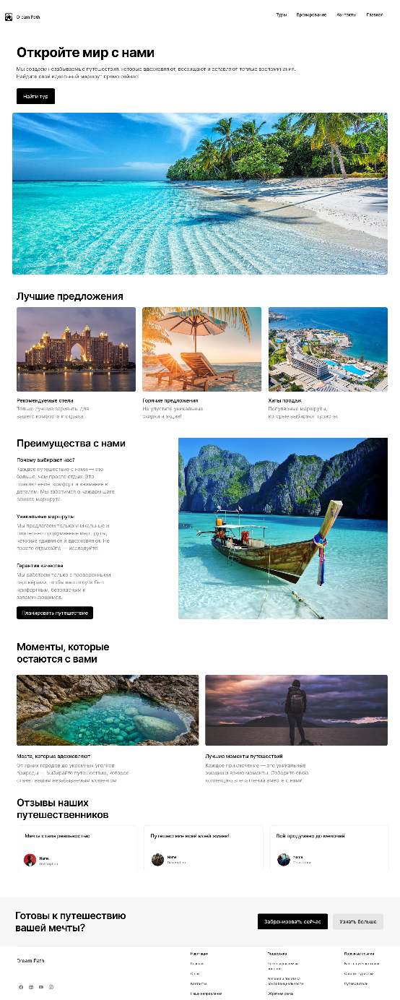 Dream Path
Туры
Бронирование
Контакты
Главная
Откройте мир с нами
Мы создаем незабываемые путешествия, которые вдохновляют, восхищают и оставляют теплые воспоминания.
Найдите свой идеальный маршрут прямо сейчас!
Найти тур
Лучшие предложения
Рекомендуемые отели
Только лучшие варианты для
вашего комфорта и отдыха.
Горячие предложения
Не упустите уникальные
скидки и акции!
Хиты продаж
Популярные маршруты,
которые выбирают туристы.
Преимущества с нами
Почему выбирают нас?
Каждое путешествие с нами — это
больше, чем просто отдых. Это
приключение, комфорт и внимание к
деталям. Мы заботимся о каждом шаге
вашего маршрута.
Уникальные маршруты
Мы предлагаем только уникальные и
тщательно продуманные маршруты,
которые удивляют и вдохновляют. Не
просто отдыхайте — исследуйте!
Гарантия качества
Мы работаем только с проверенными
партнёрами, чтобы ваш отпуск был
комфортным, безопасным и
запоминающимся.
Планировать путешествие
Моменты, которые
остаются с вами
Места, которые вдохновляют
От ярких городов до укромных уголков
природы — выбирайте путешествие, которое
станет вашим незабываемым моментом
Лучшие моменты путешествий
Каждое приключение — это уникальные
эмоции и яркие моменты. Соберите свою
коллекцию впечатлений вместе с нами.
Отзывы наших
путешественников
Мечта стала реальностью
Name
Description
Путешествие всей моей жизни!
Name
Description
Всё продумано до мелочей
Name
Description
Готовы к путешествию
вашей мечты?
Забронировать сейчас
Узнать больше
Dream Path
Навигация
Главная
О нас
Контакты
Наши направления
Поддержка
Часто задаваемые
вопросы
Условия и политика
конфиденциальности
Обратная связь
Полезные ссылки
Блог о путешествиях
Советы туристам
Путеводители